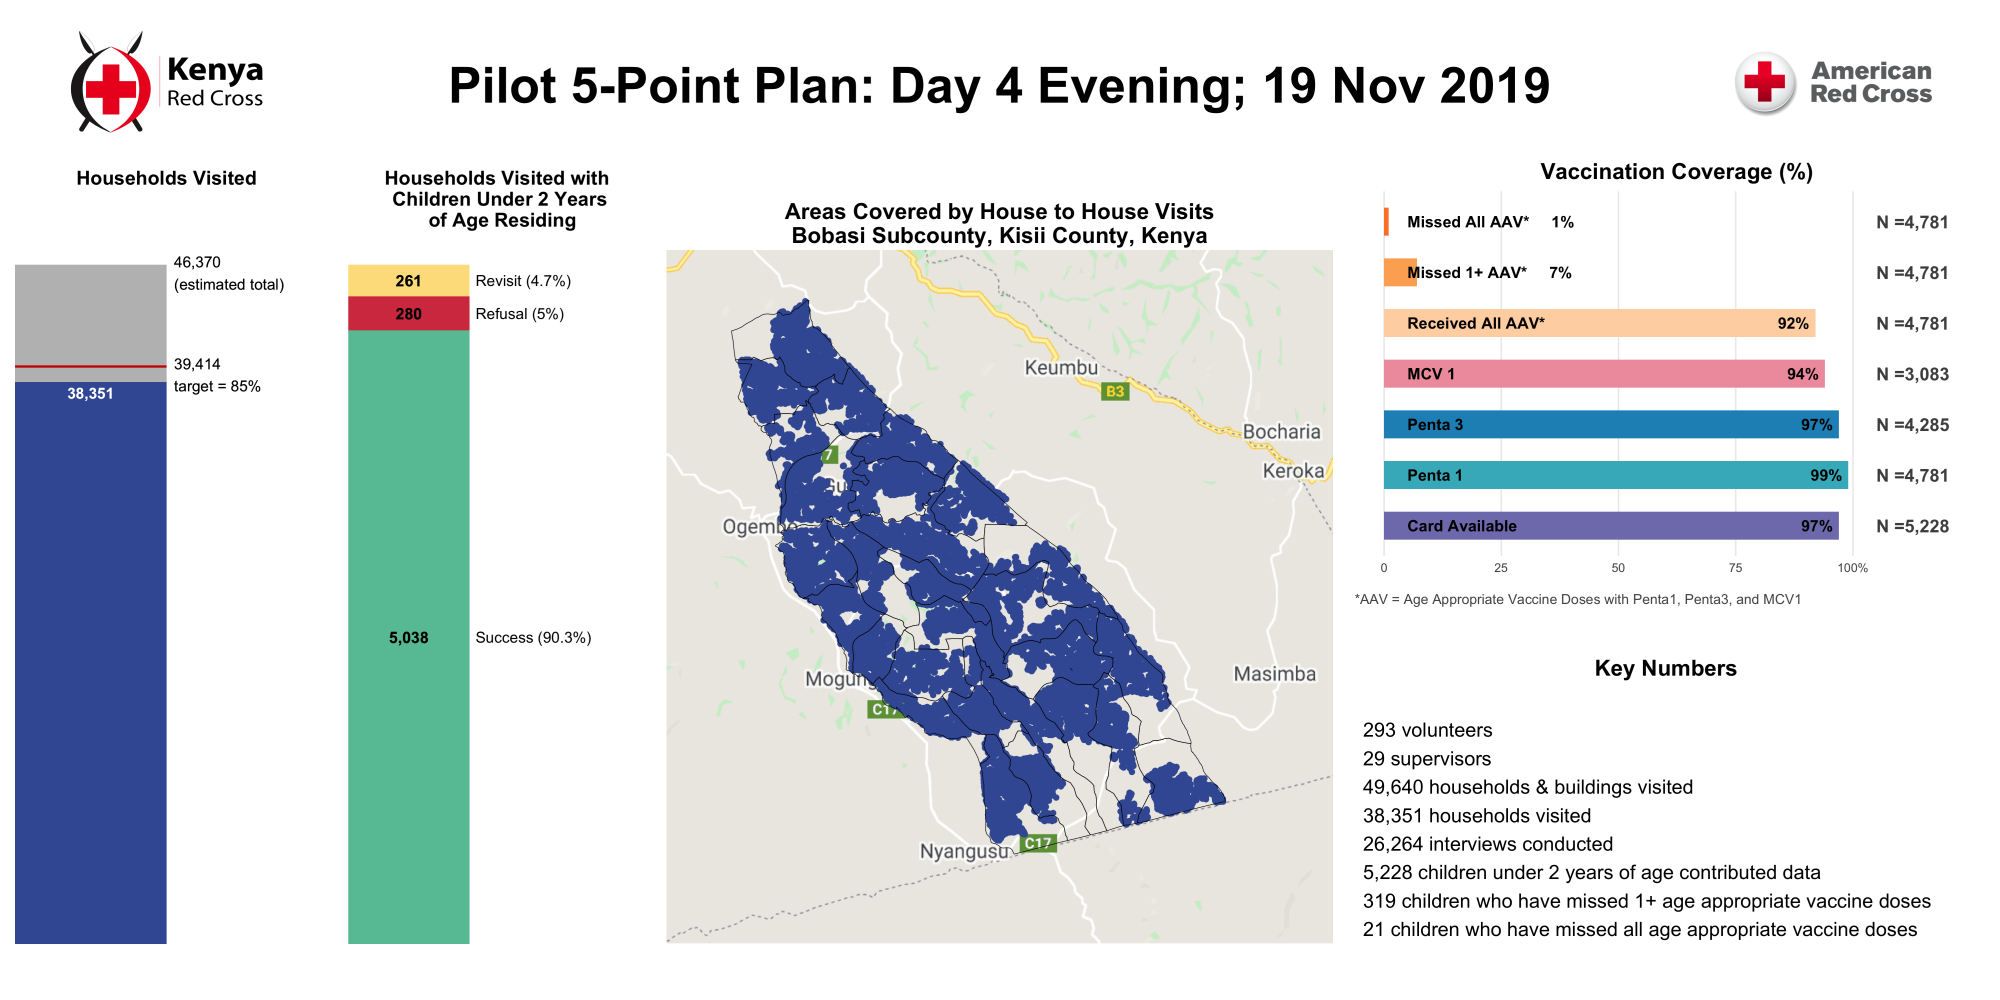 Kenya
Red Cross
Pilot 5-Point Plan: Day 4 Evening; 19 Nov 2019
American
Red Cross
Households Visited
46,370
(estimated total)
39,414
target = 85%
38,351
Households Visited with
Children Under 2 Years
of Age Residing
261
Revisit (4.7%)
280
Refusal (5%)
5,038
Success (90.3%)
Areas Covered by House to House Visits
Bobasi Subcounty, Kisii County, Kenya
Keumbu
B3
Bocharia
Keroka
7
Gu
Ogembo
Masimba
Mogung
C17
Nyangusu
C17
Vaccination Coverage (%)
Missed All AAV* 1% N =4,781
Missed 1+ AAV* 7% N =4,781
Received All AAV* 92% N =4,781
MCV 1 94% N =3,083
Penta 3 97% N =4,285
Penta 1 99% N =4,781
Card Available 97% N =5,228
0 25 50 75 100%
*AAV = Age Appropriate Vaccine Doses with Penta1, Penta3, and MCV1
Key Numbers
293 volunteers
29 supervisors
49,640 households & buildings visited
38,351 households visited
26,264 interviews conducted
5,228 children under 2 years of age contributed data
319 children who have missed 1+ age appropriate vaccine doses
21 children who have missed all age appropriate vaccine doses